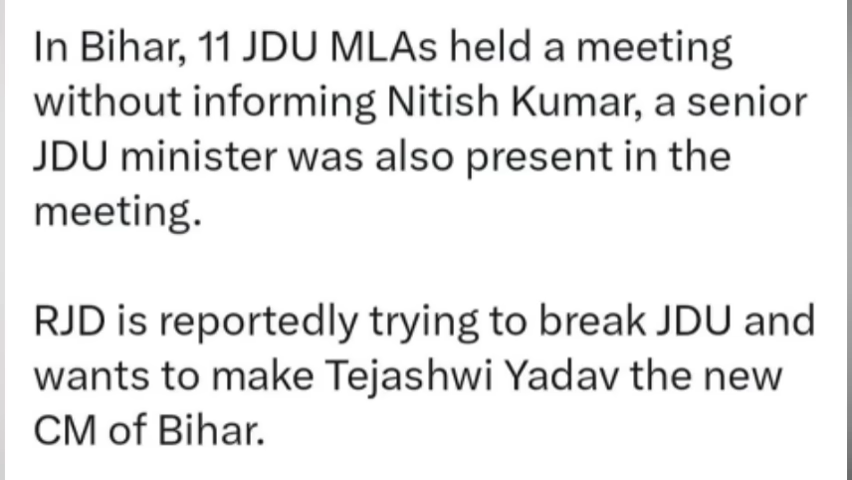 In Bihar, 11 JDU MLAs held a meeting
without informing Nitish Kumar, a senior
JDU minister was also present in the
meeting.
RJD is reportedly trying to break JDU and
wants to make Tejashwi Yadav the new
CM of Bihar.